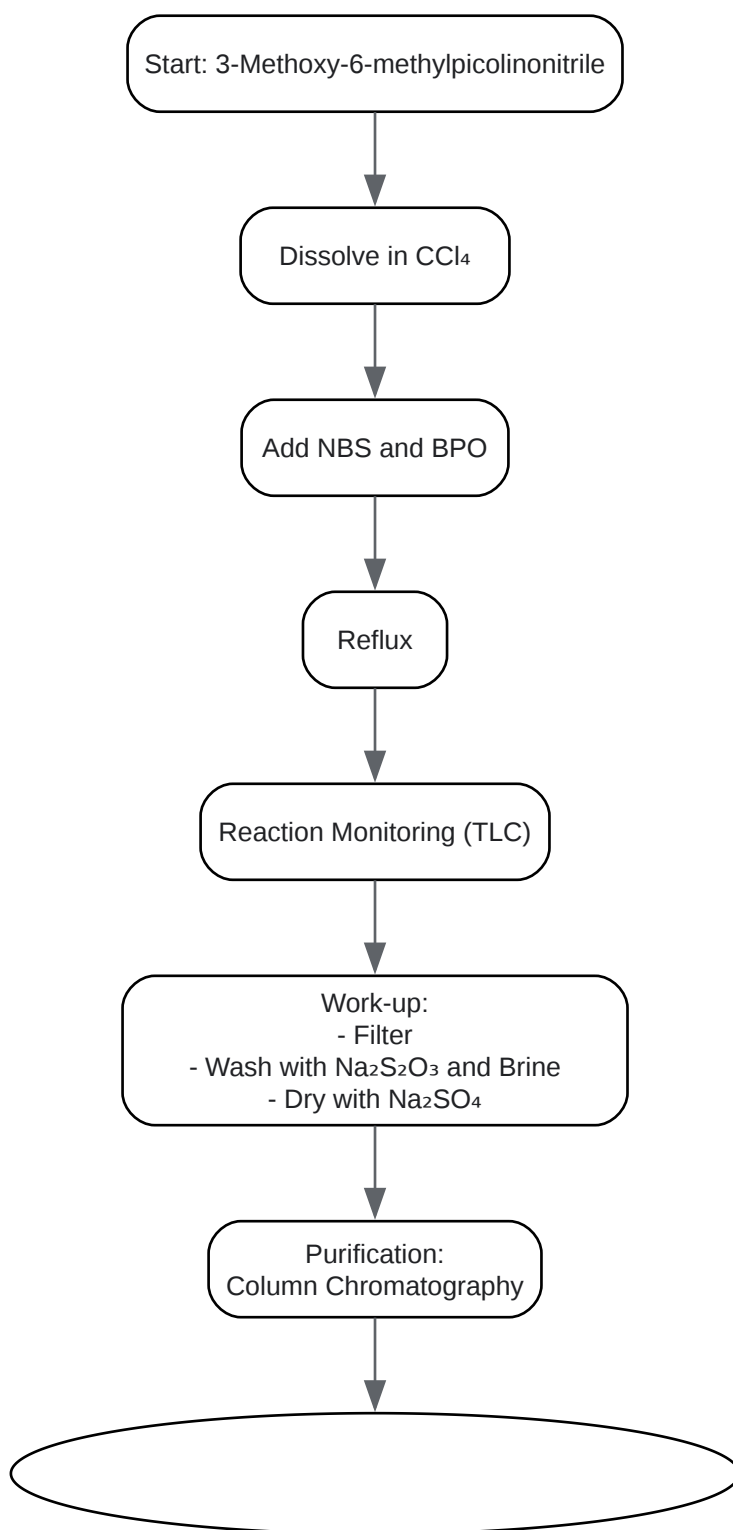 Start: 3-Methoxy-6-methylpicolinonitrile
Dissolve in CCl₄
Add NBS and BPO
Reflux
Reaction Monitoring (TLC)
Work-up:
- Filter
- Wash with Na₂S₂O₃ and Brine
- Dry with Na₂SO₄
Purification:
Column Chromatography